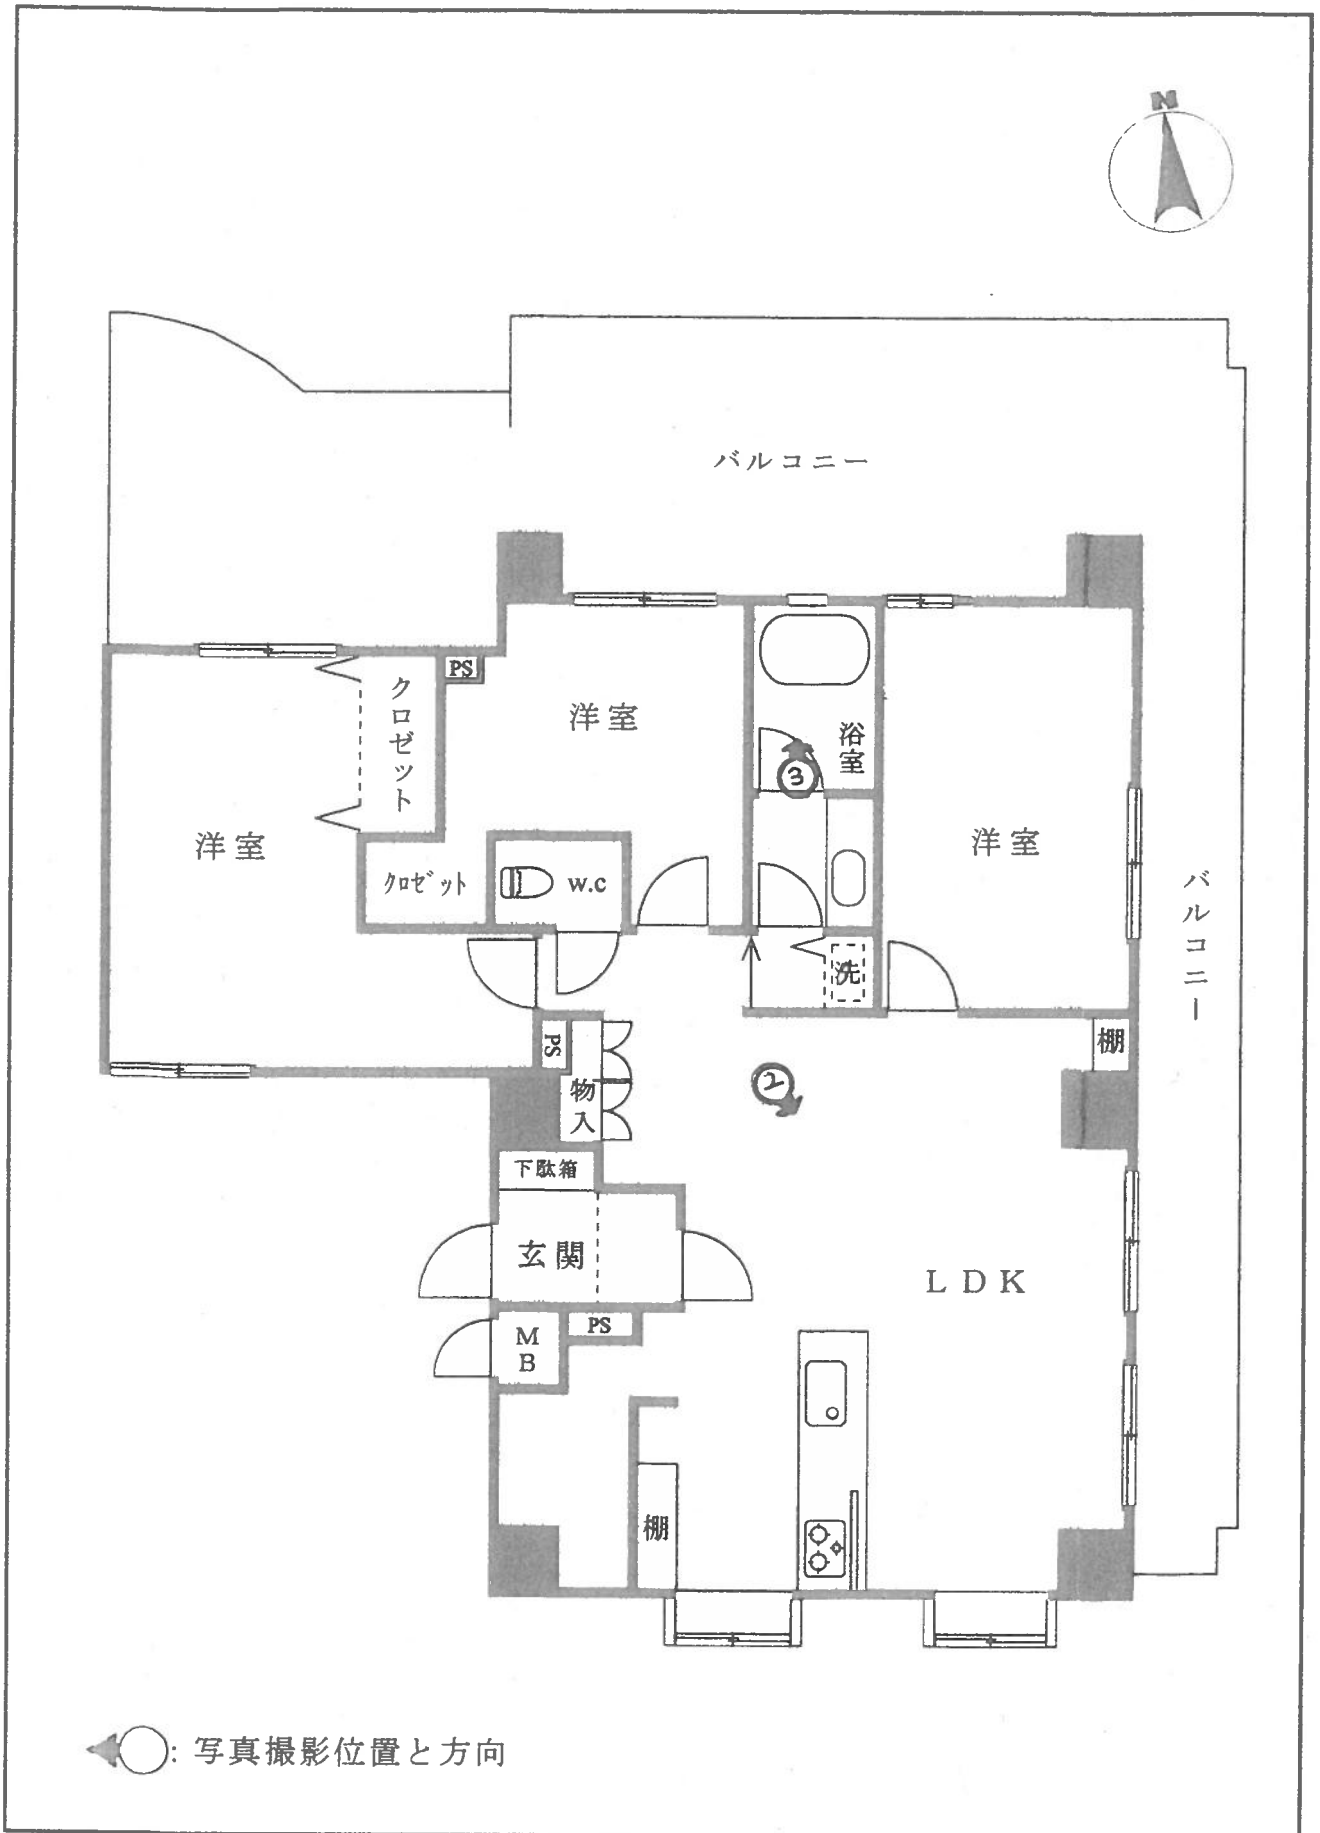 N
バルコニー
PS
クロゼット
洋室
浴室
③
洋室
洋室
クロゼット
w.c
バルコニー
洗
PS
棚
物入
②
下駄箱
玄関
LDK
PS
MB
棚
: 写真撮影位置と方向